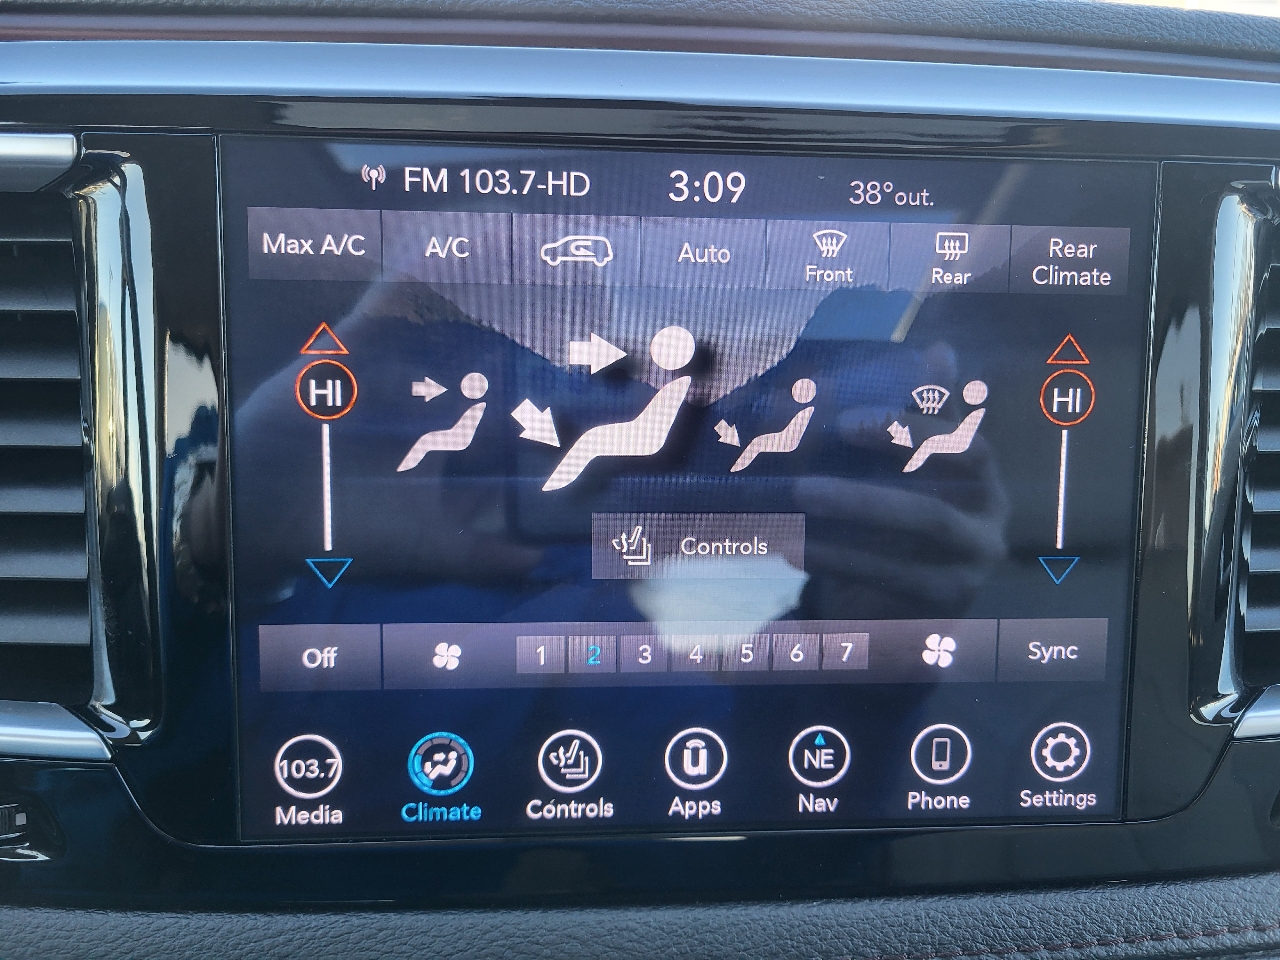 FM 103.7-HD 3:09 38°out.
Max A/C A/C Auto Front Rear Rear Climate
HI HI
Controls
Off 1 2 3 4 5 6 7 Sync
103.7 NE
Media Climate Controls Apps Nav Phone Settings